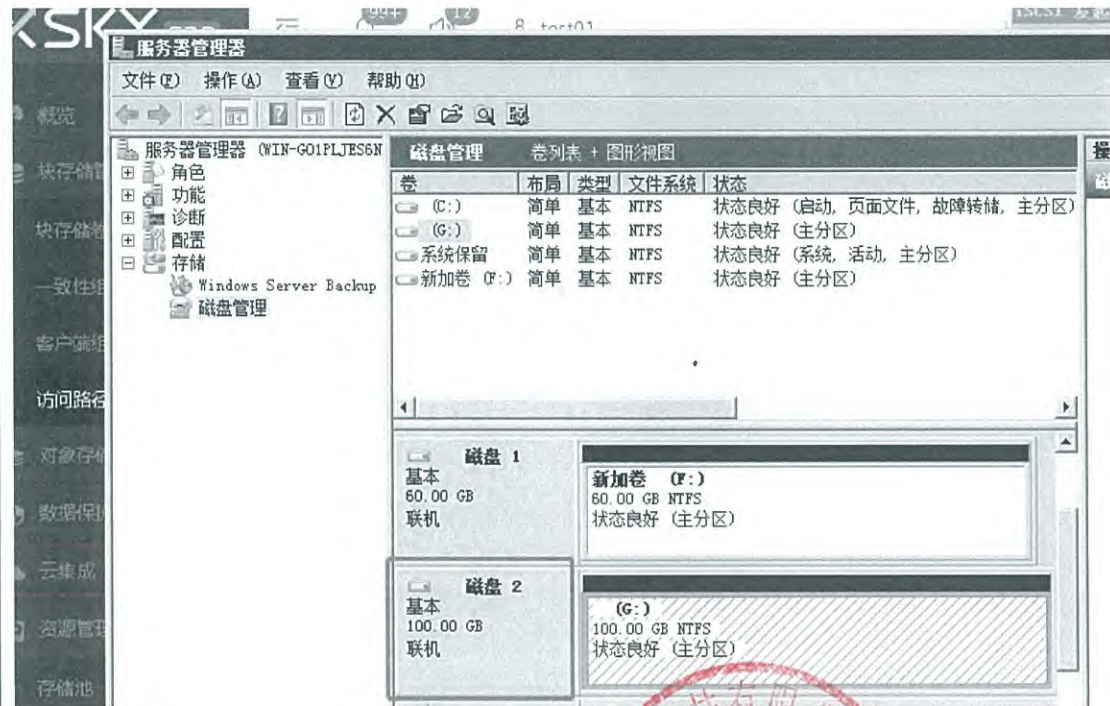 XSKY
994
12
test01
服务器管理器
文件(F) 操作(A) 查看(V) 帮助(H)
概览
服务器管理器 (WIN-GO1PLJES6N
角色
功能
诊断
配置
存储
Windows Server Backup
磁盘管理
块存储
块存储卷
一致性组
客户端组
访问路径
对象存储
数据保护
云集成
资源管理
存储池
磁盘管理 卷列表 + 图形视图
卷 布局 类型 文件系统 状态
(C:) 简单 基本 NTFS 状态良好 (启动, 页面文件, 故障转储, 主分区)
(G:) 简单 基本 NTFS 状态良好 (主分区)
系统保留 简单 基本 NTFS 状态良好 (系统, 活动, 主分区)
新加卷 (F:) 简单 基本 NTFS 状态良好 (主分区)
磁盘 1
基本
60.00 GB
联机
新加卷 (F:)
60.00 GB NTFS
状态良好 (主分区)
磁盘 2
基本
100.00 GB
联机
(G:)
100.00 GB NTFS
状态良好 (主分区)